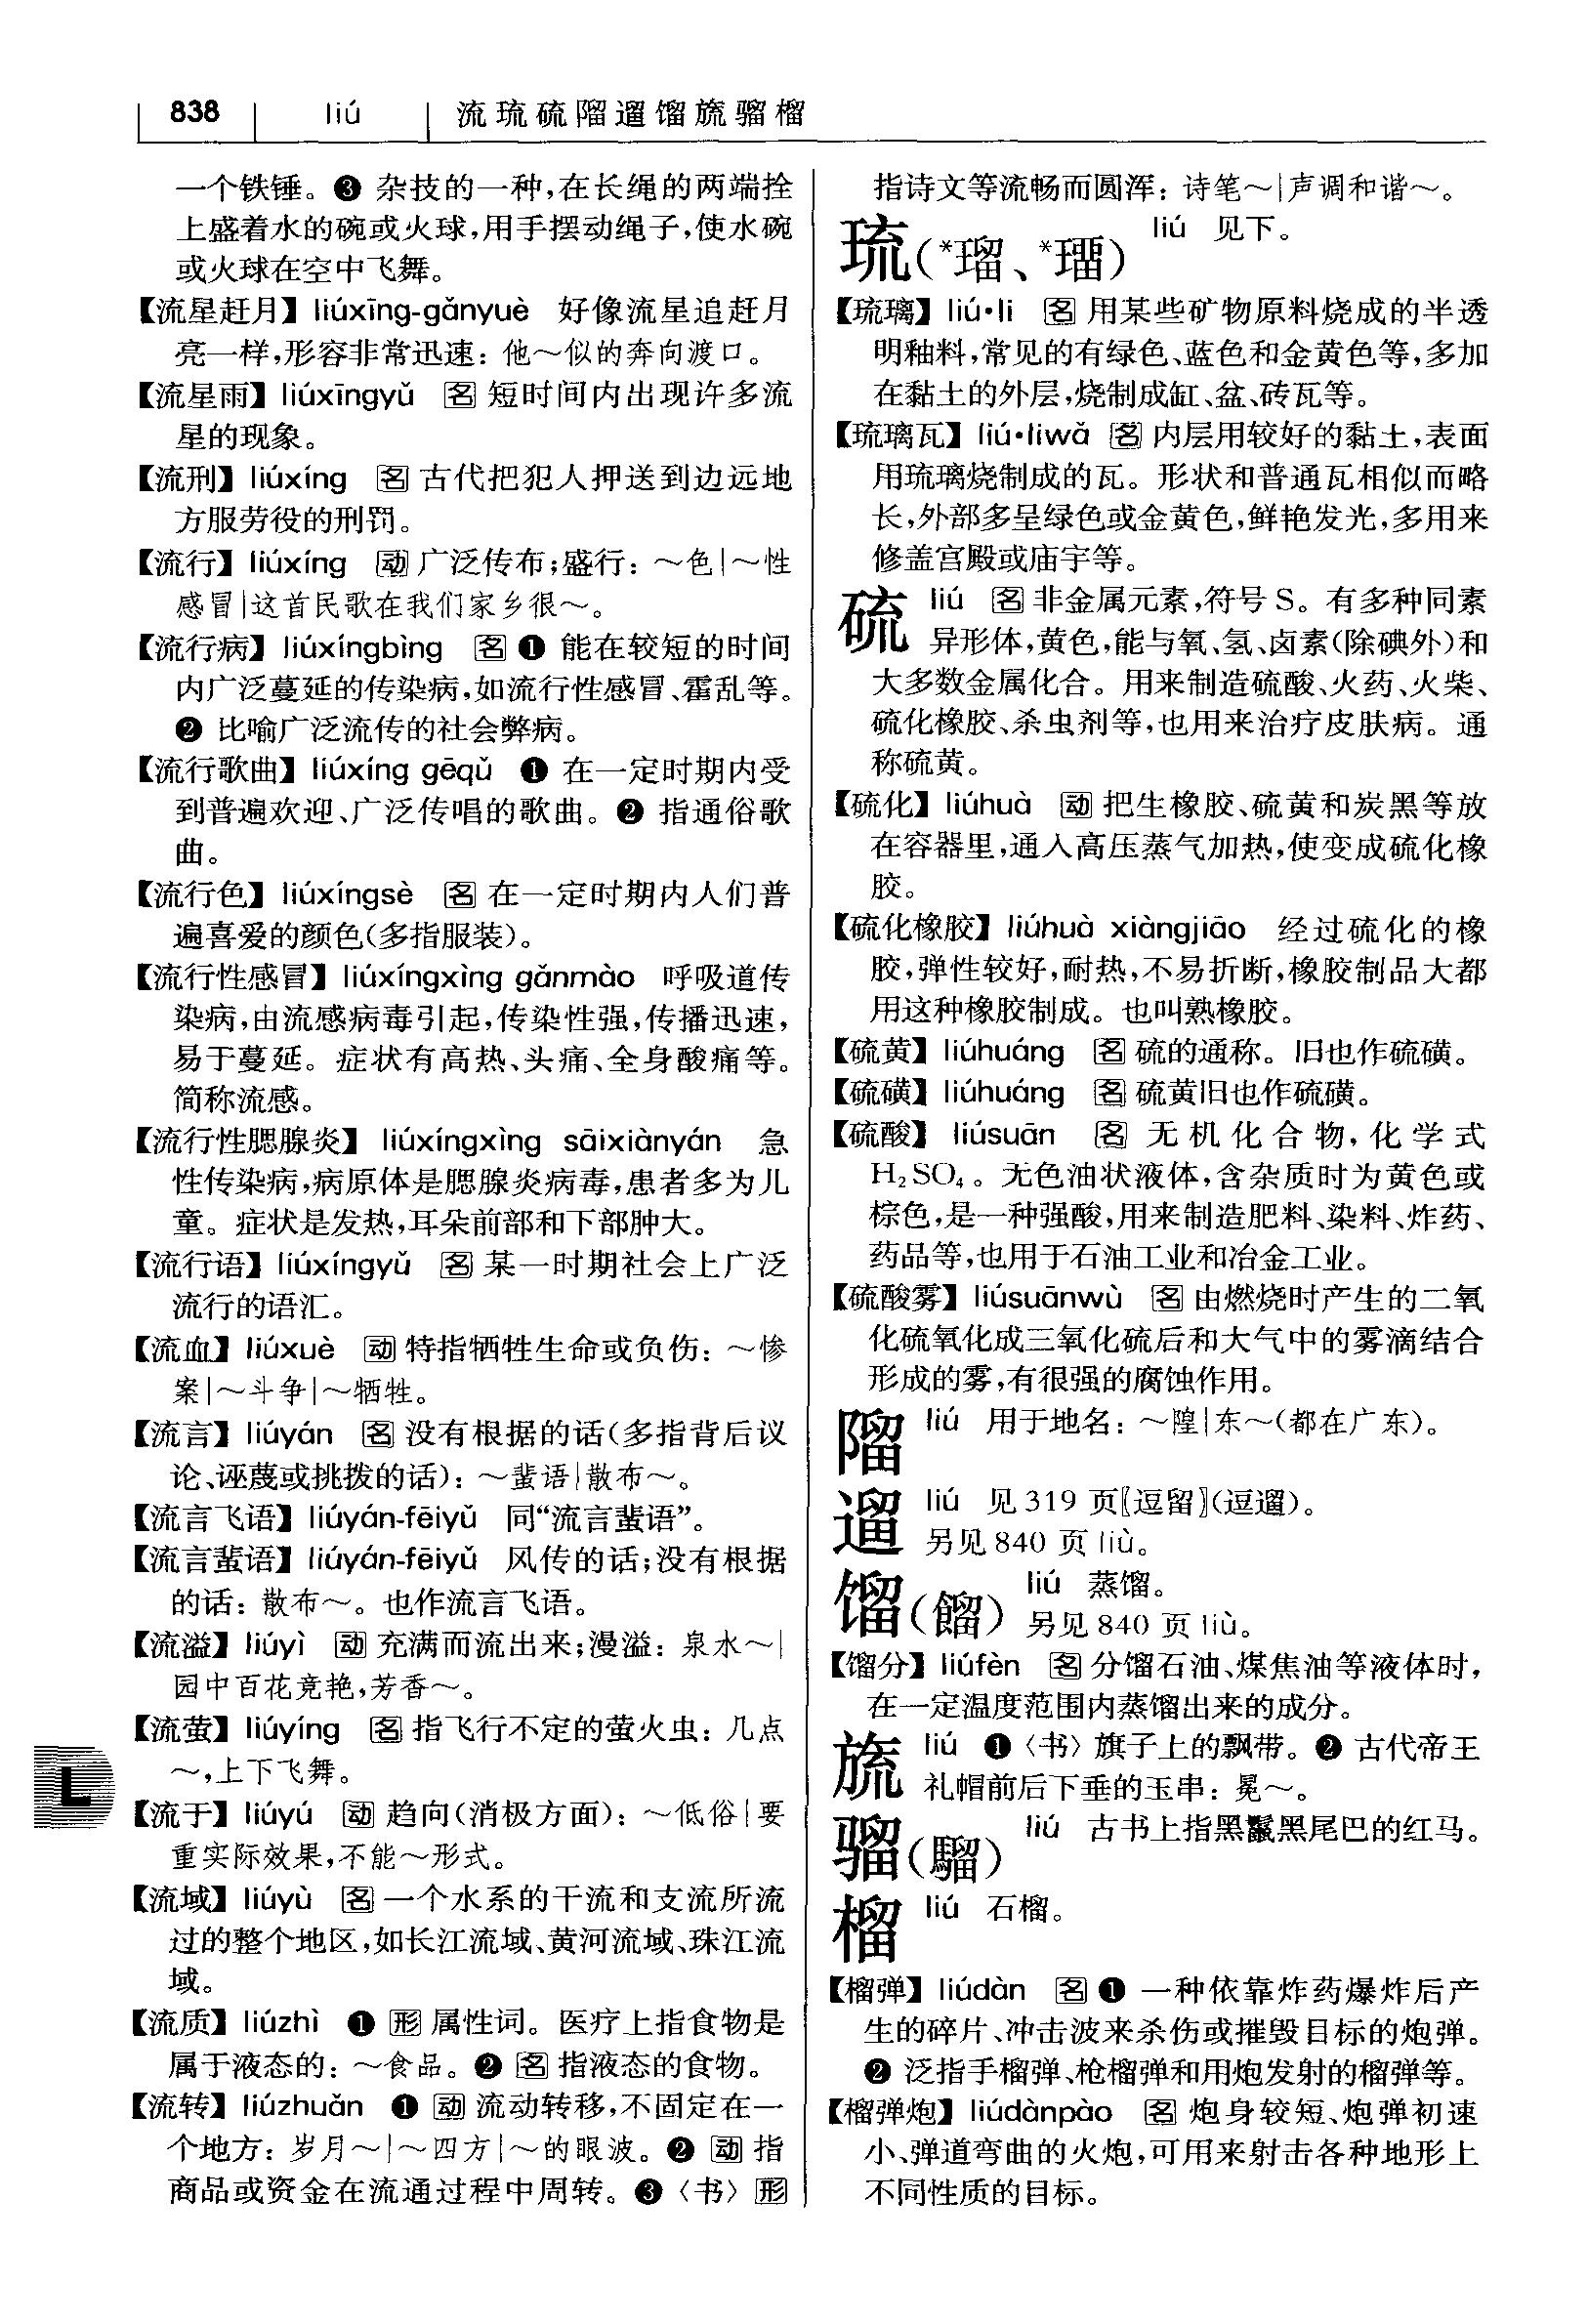 838 liú 流琉硫㽞遛馏旒骝榴
一个铁锤。❸ 杂技的一种,在长绳的两端拴
上盛着水的碗或火球,用手摆动绳子,使水碗
或火球在空中飞舞。
【流星赶月】liúxīng-gǎnyuè 好像流星追赶月
亮一样,形容非常迅速:他～似的奔向渡口。
【流星雨】liúxīngyǔ 名 短时间内出现许多流
星的现象。
【流刑】liúxíng 名 古代把犯人押送到边远地
方服劳役的刑罚。
【流行】liúxíng 动 广泛传布;盛行:～色|～性
感冒|这首民歌在我们家乡很～。
【流行病】liúxíngbìng 名 ❶ 能在较短的时间
内广泛蔓延的传染病,如流行性感冒、霍乱等。
❷ 比喻广泛流传的社会弊病。
【流行歌曲】liúxíng gēqǔ ❶ 在一定时期内受
到普遍欢迎、广泛传唱的歌曲。❷ 指通俗歌
曲。
【流行色】liúxíngsè 名 在一定时期内人们普
遍喜爱的颜色(多指服装)。
【流行性感冒】liúxíngxìng gǎnmào 呼吸道传
染病,由流感病毒引起,传染性强,传播迅速,
易于蔓延。症状有高热、头痛、全身酸痛等。
简称流感。
【流行性腮腺炎】liúxíngxìng sāixiànyán 急
性传染病,病原体是腮腺炎病毒,患者多为儿
童。症状是发热,耳朵前部和下部肿大。
【流行语】liúxíngyǔ 名 某一时期社会上广泛
流行的语汇。
【流血】liúxuè 动 特指牺牲生命或负伤:～惨
案|～斗争|～牺牲。
【流言】liúyán 名 没有根据的话(多指背后议
论、诬蔑或挑拨的话):～蜚语|散布～。
【流言飞语】liúyán-fēiyǔ 同“流言蜚语”。
【流言蜚语】liúyán-fēiyǔ 风传的话;没有根据
的话:散布～。也作流言飞语。
【流溢】liúyì 动 充满而流出来;漫溢:泉水～|
园中百花竞艳,芳香～。
【流萤】liúyíng 名 指飞行不定的萤火虫:几点
～,上下飞舞。
L
【流于】liúyú 动 趋向(消极方面):～低俗|要
重实际效果,不能～形式。
【流域】liúyù 名 一个水系的干流和支流所流
过的整个地区,如长江流域、黄河流域、珠江流
域。
【流质】liúzhì ❶ 形 属性词。医疗上指食物是
属于液态的:～食品。❷ 名 指液态的食物。
【流转】liúzhuǎn ❶ 动 流动转移,不固定在一
个地方:岁月～|～四方|～的眼波。❷ 动 指
商品或资金在流通过程中周转。❸〈书〉形
指诗文等流畅而圆浑:诗笔～|声调和谐～。
琉(*瑠、*璢) liú 见下。
【琉璃】liú·li 名 用某些矿物原料烧成的半透
明釉料,常见的有绿色、蓝色和金黄色等,多加
在黏土的外层,烧制成缸、盆、砖瓦等。
【琉璃瓦】liú·liwǎ 名 内层用较好的黏土,表面
用琉璃烧制成的瓦。形状和普通瓦相似而略
长,外部多呈绿色或金黄色,鲜艳发光,多用来
修盖宫殿或庙宇等。
硫 liú 名 非金属元素,符号 S。有多种同素
异形体,黄色,能与氧、氢、卤素(除碘外)和
大多数金属化合。用来制造硫酸、火药、火柴、
硫化橡胶、杀虫剂等,也用来治疗皮肤病。通
称硫黄。
【硫化】liúhuà 动 把生橡胶、硫黄和炭黑等放
在容器里,通入高压蒸气加热,使变成硫化橡
胶。
【硫化橡胶】liúhuà xiàngjiāo 经过硫化的橡
胶,弹性较好,耐热,不易折断,橡胶制品大都
用这种橡胶制成。也叫熟橡胶。
【硫黄】liúhuáng 名 硫的通称。旧也作硫磺。
【硫磺】liúhuáng 名 硫黄旧也作硫磺。
【硫酸】liúsuān 名 无机化合物,化学式
H₂SO₄。无色油状液体,含杂质时为黄色或
棕色,是一种强酸,用来制造肥料、染料、炸药、
药品等,也用于石油工业和冶金工业。
【硫酸雾】liúsuānwù 名 由燃烧时产生的二氧
化硫氧化成三氧化硫后和大气中的雾滴结合
形成的雾,有很强的腐蚀作用。
liú 用于地名:～隍|东～(都在广东)。
遛 liú 见 319 页〖逗留〗(逗遛)。
另见 840 页 liù。
馏(餾) liú 蒸馏。
另见 840 页 liù。
【馏分】liúfèn 名 分馏石油、煤焦油等液体时,
在一定温度范围内蒸馏出来的成分。
旒 liú ❶〈书〉旗子上的飘带。❷ 古代帝王
礼帽前后下垂的玉串:冕～。
骝(騮) liú 古书上指黑鬣黑尾巴的红马。
榴 liú 石榴。
【榴弹】liúdàn 名 ❶ 一种依靠炸药爆炸后产
生的碎片、冲击波来杀伤或摧毁目标的炮弹。
❷ 泛指手榴弹、枪榴弹和用炮发射的榴弹等。
【榴弹炮】liúdànpào 名 炮身较短、炮弹初速
小、弹道弯曲的火炮,可用来射击各种地形上
不同性质的目标。